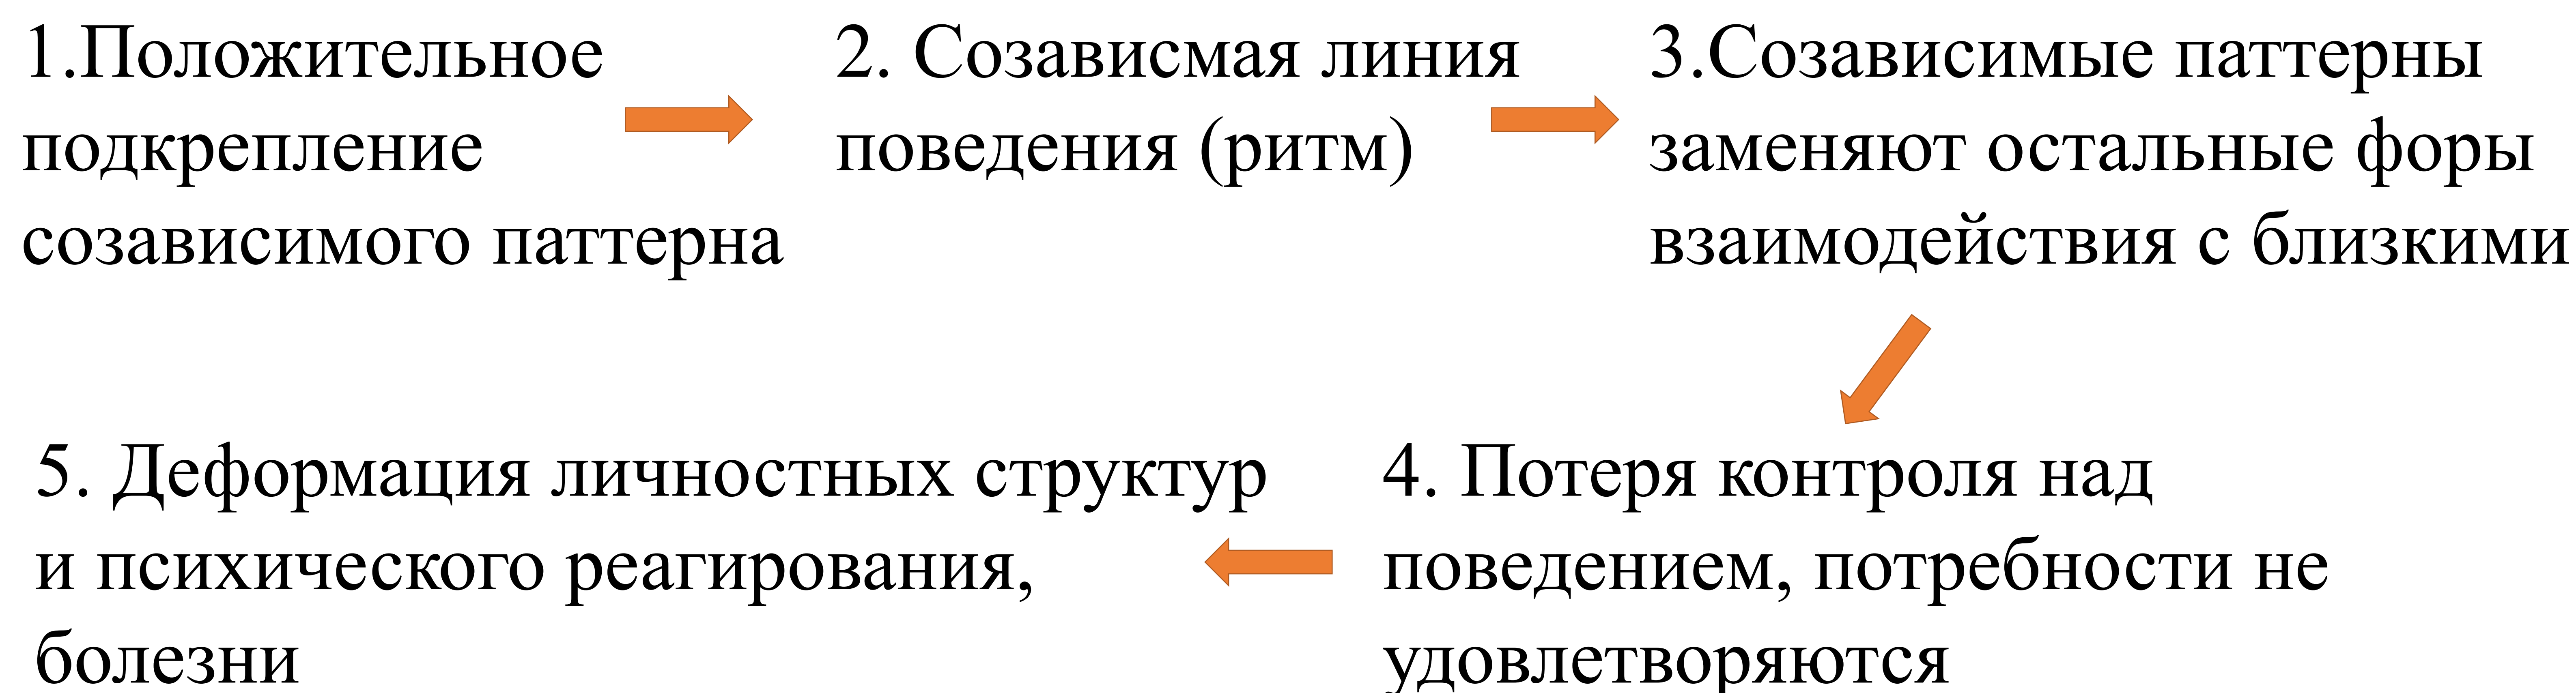 1.Положительное
подкрепление
созависимого паттерна
2. Созависмая линия
поведения (ритм)
3.Созависимые паттерны
заменяют остальные форы
взаимодействия с близкими
4. Потеря контроля над
поведением, потребности не
удовлетворяются
5. Деформация личностных структур
и психического реагирования,
болезни